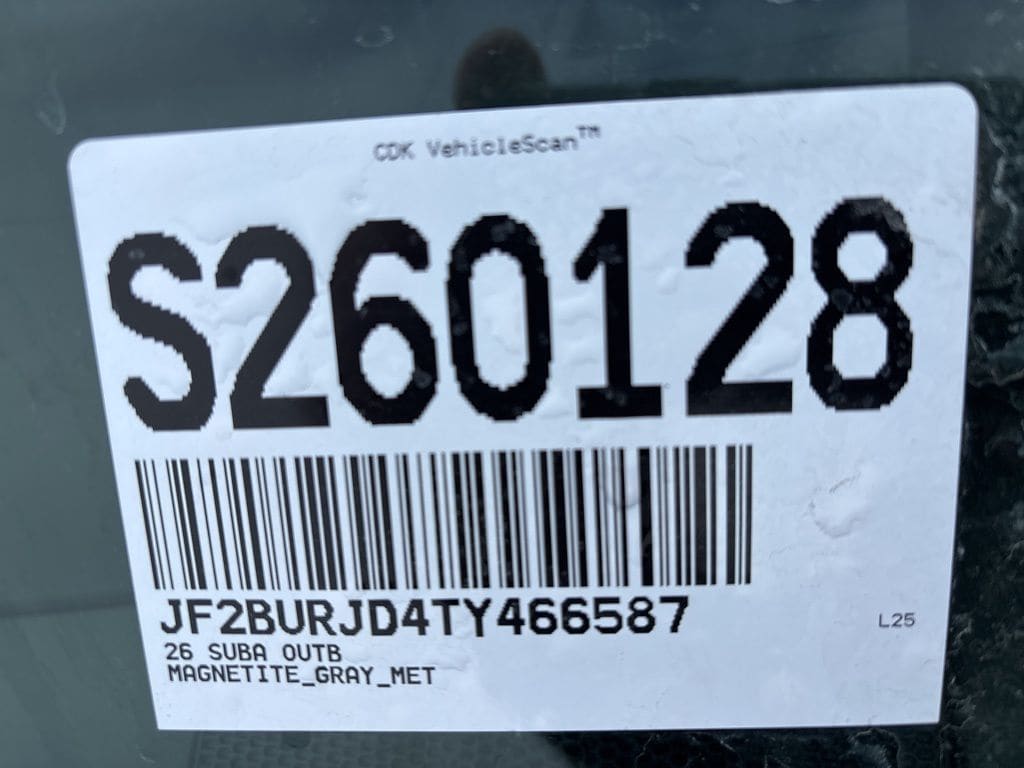 CDK VehicleScan™
S260128
JF2BURJD4TY466587
L25
26 SUBA OUTB
MAGNETITE_GRAY_MET